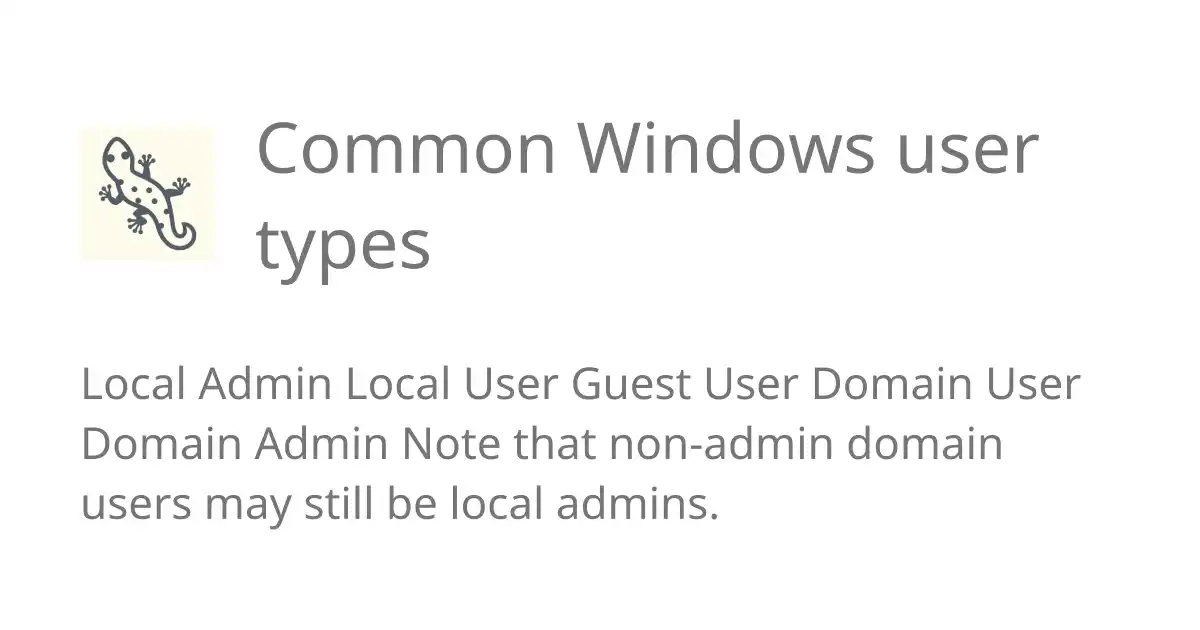 Common Windows user
types
Local Admin Local User Guest User Domain User
Domain Admin Note that non-admin domain
users may still be local admins.